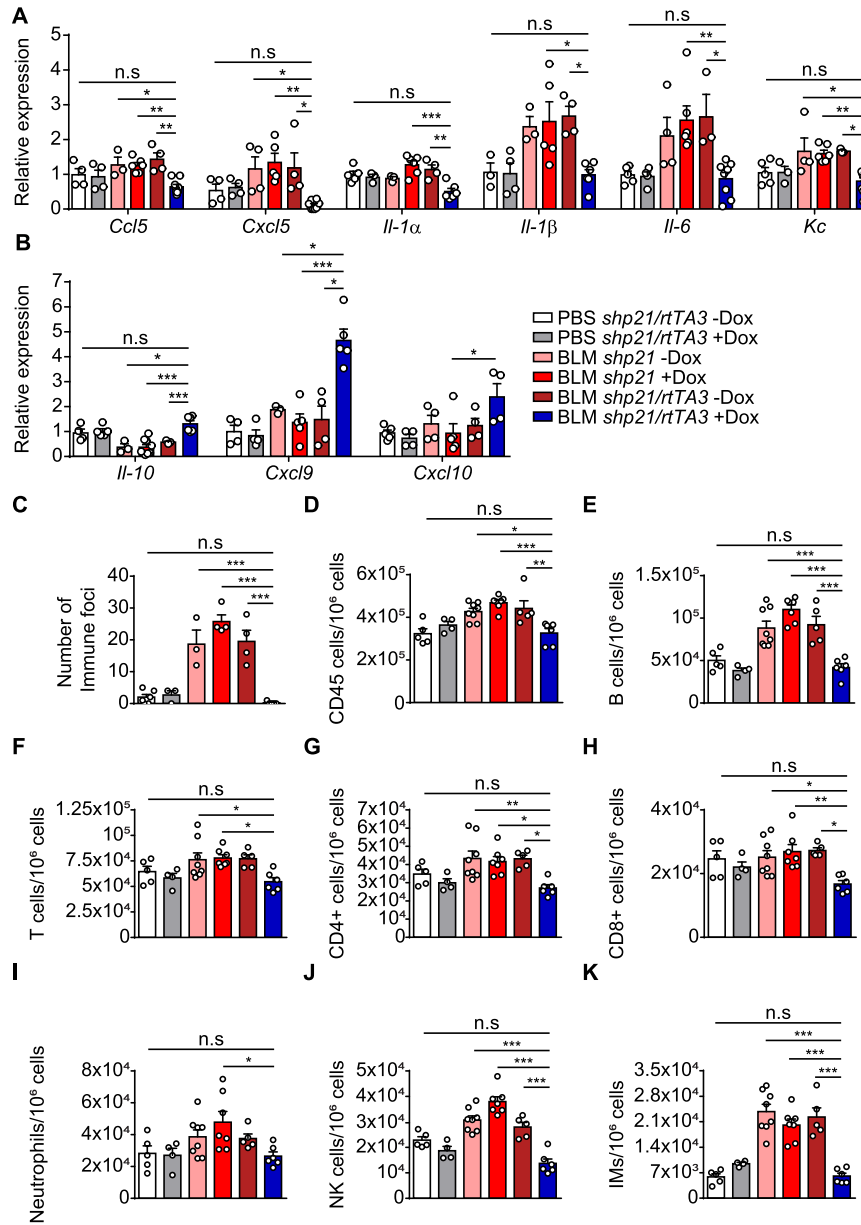 A
Relative expression
6
5
4
3
2
1
0
n.s
*
**
**
n.s
*
**
*
n.s
***
**
n.s
*
*
n.s
**
*
n.s
*
**
*
Ccl5
Cxcl5
Il-1α
Il-1β
Il-6
Kc
B
Relative expression
7
6
5
4
3
2
1
0
n.s
*
***
***
*
***
*
*
Il-10
Cxcl9
Cxcl10
PBS shp21/rtTA3 -Dox
PBS shp21/rtTA3 +Dox
BLM shp21 -Dox
BLM shp21 +Dox
BLM shp21/rtTA3 -Dox
BLM shp21/rtTA3 +Dox
C
Number of
Immune foci
40
30
20
10
0
n.s
***
***
***
D
CD45 cells/10⁶ cells
6x10⁵
4x10⁵
2x10⁵
0
n.s
*
***
**
E
B cells/10⁶ cells
1.5x10⁵
1x10⁵
5x10⁴
0
n.s
***
***
***
F
T cells/10⁶ cells
1.25x10⁵
10x10⁵
7.5x10⁴
5x10⁴
2.5x10⁴
0
n.s
*
*
G
CD4+ cells/10⁶ cells
7x10⁴
6x10⁴
5x10⁴
4x10⁴
3x10⁴
2x10⁴
1x10⁴
0
n.s
**
*
*
H
CD8+ cells/10⁶ cells
4x10⁴
2x10⁴
0
n.s
*
**
*
I
Neutrophils/10⁶ cells
8x10⁴
6x10⁴
4x10⁴
2x10⁴
0
n.s
*
J
NK cells/10⁶ cells
5x10⁴
4x10⁴
3x10⁴
2x10⁴
1x10⁴
0
n.s
***
***
***
K
IMs/10⁶ cells
3.5x10⁴
2.8x10⁴
2.1x10⁴
1.4x10⁴
7x10³
0
n.s
***
***
***